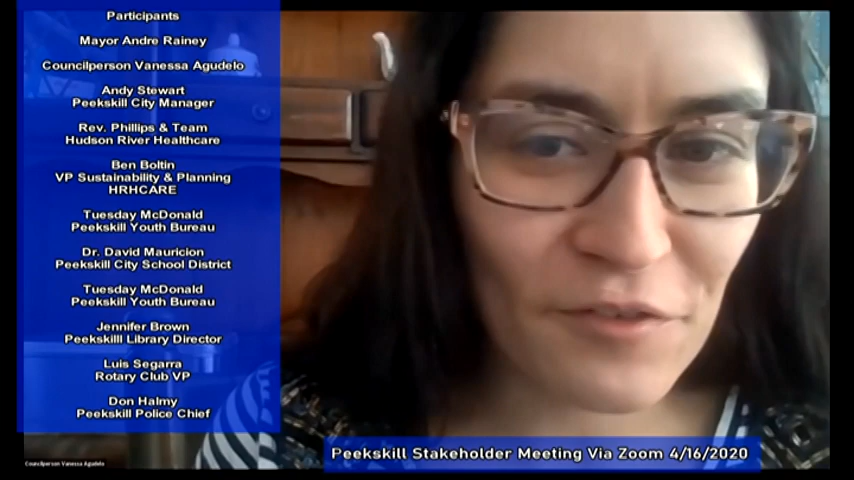 Participants
Mayor Andre Rainey
Councilperson Vanessa Agudelo
Andy Stewart
Peekskill City Manager
Rev. Phillips & Team
Hudson River Healthcare
Ben Boltin
VP Sustainability & Planning
HRHCARE
Tuesday McDonald
Peekskill Youth Bureau
Dr. David Mauricion
Peekskill City School District
Tuesday McDonald
Peekskill Youth Bureau
Jennifer Brown
Peekskilll Library Director
Luis Segarra
Rotary Club VP
Don Halmy
Peekskill Police Chief
Councilperson Vanessa Agudelo
Peekskill Stakeholder Meeting Via Zoom 4/16/2020